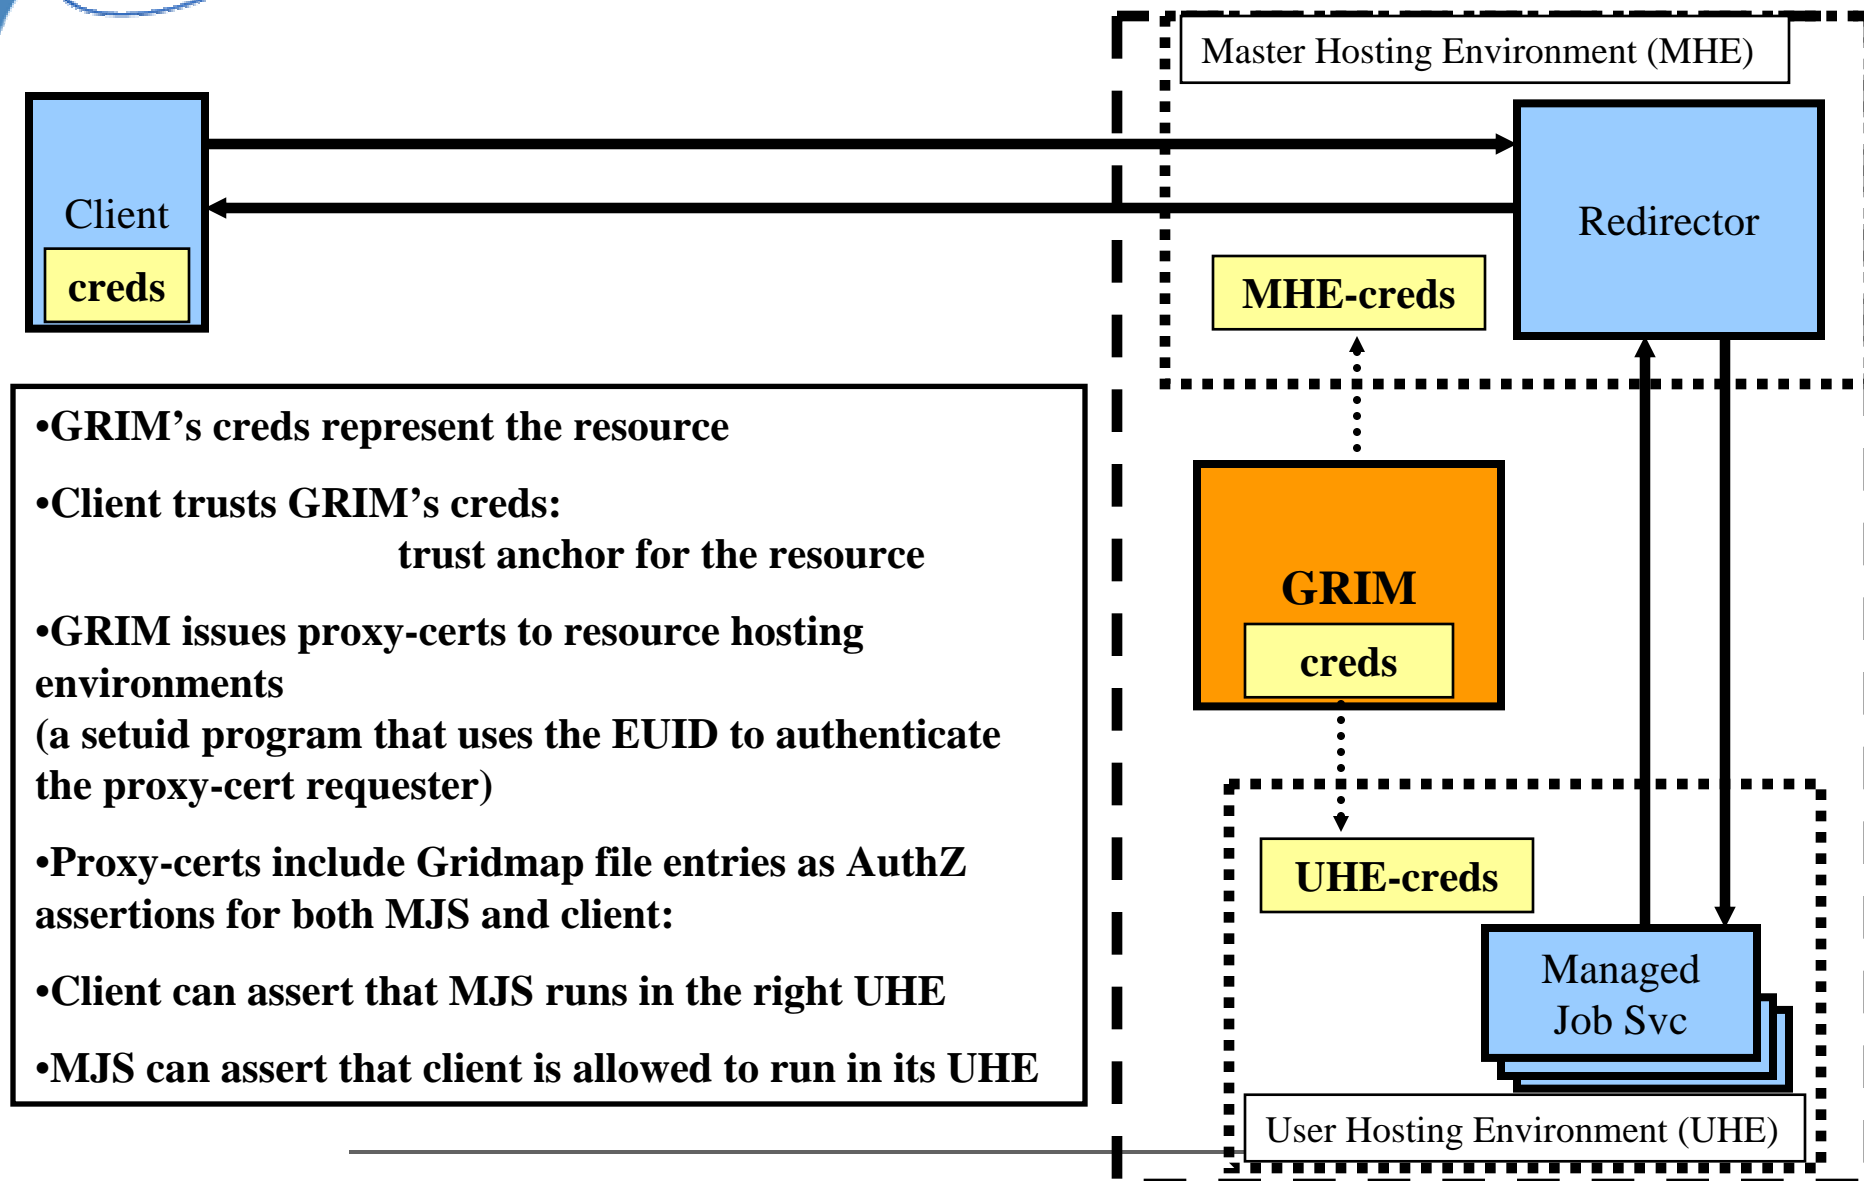 Master Hosting Environment (MHE)
Client
creds
Redirector
MHE-creds
•GRIM’s creds represent the resource
•Client trusts GRIM’s creds:
trust anchor for the resource
•GRIM issues proxy-certs to resource hosting
environments
(a setuid program that uses the EUID to authenticate
the proxy-cert requester)
•Proxy-certs include Gridmap file entries as AuthZ
assertions for both MJS and client:
•Client can assert that MJS runs in the right UHE
•MJS can assert that client is allowed to run in its UHE
GRIM
creds
UHE-creds
Managed
Job Svc
User Hosting Environment (UHE)